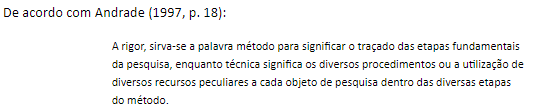 De acordo com Andrade (1997, p. 18):
A rigor, sirva-se a palavra método para significar o traçado das etapas fundamentais
da pesquisa, enquanto técnica significa os diversos procedimentos ou a utilização de
diversos recursos peculiares a cada objeto de pesquisa dentro das diversas etapas
do método.